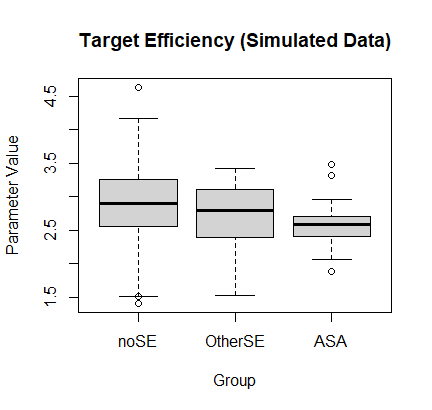 Target Efficiency (Simulated Data)
Parameter Value
4.5
3.5
2.5
1.5
noSE OtherSE ASA
Group